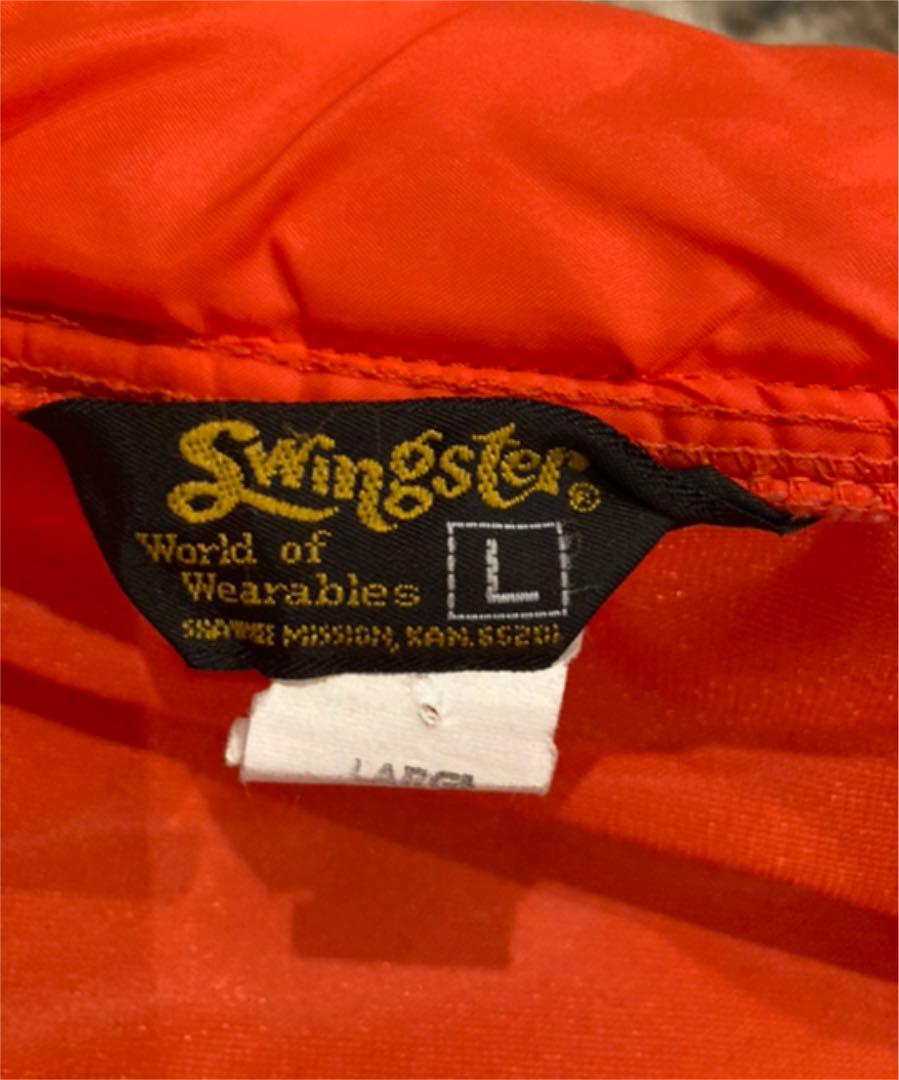 Swingster®
World of
Wearables
L
SHAWNEE MISSION, KAN. 66201
LARGE